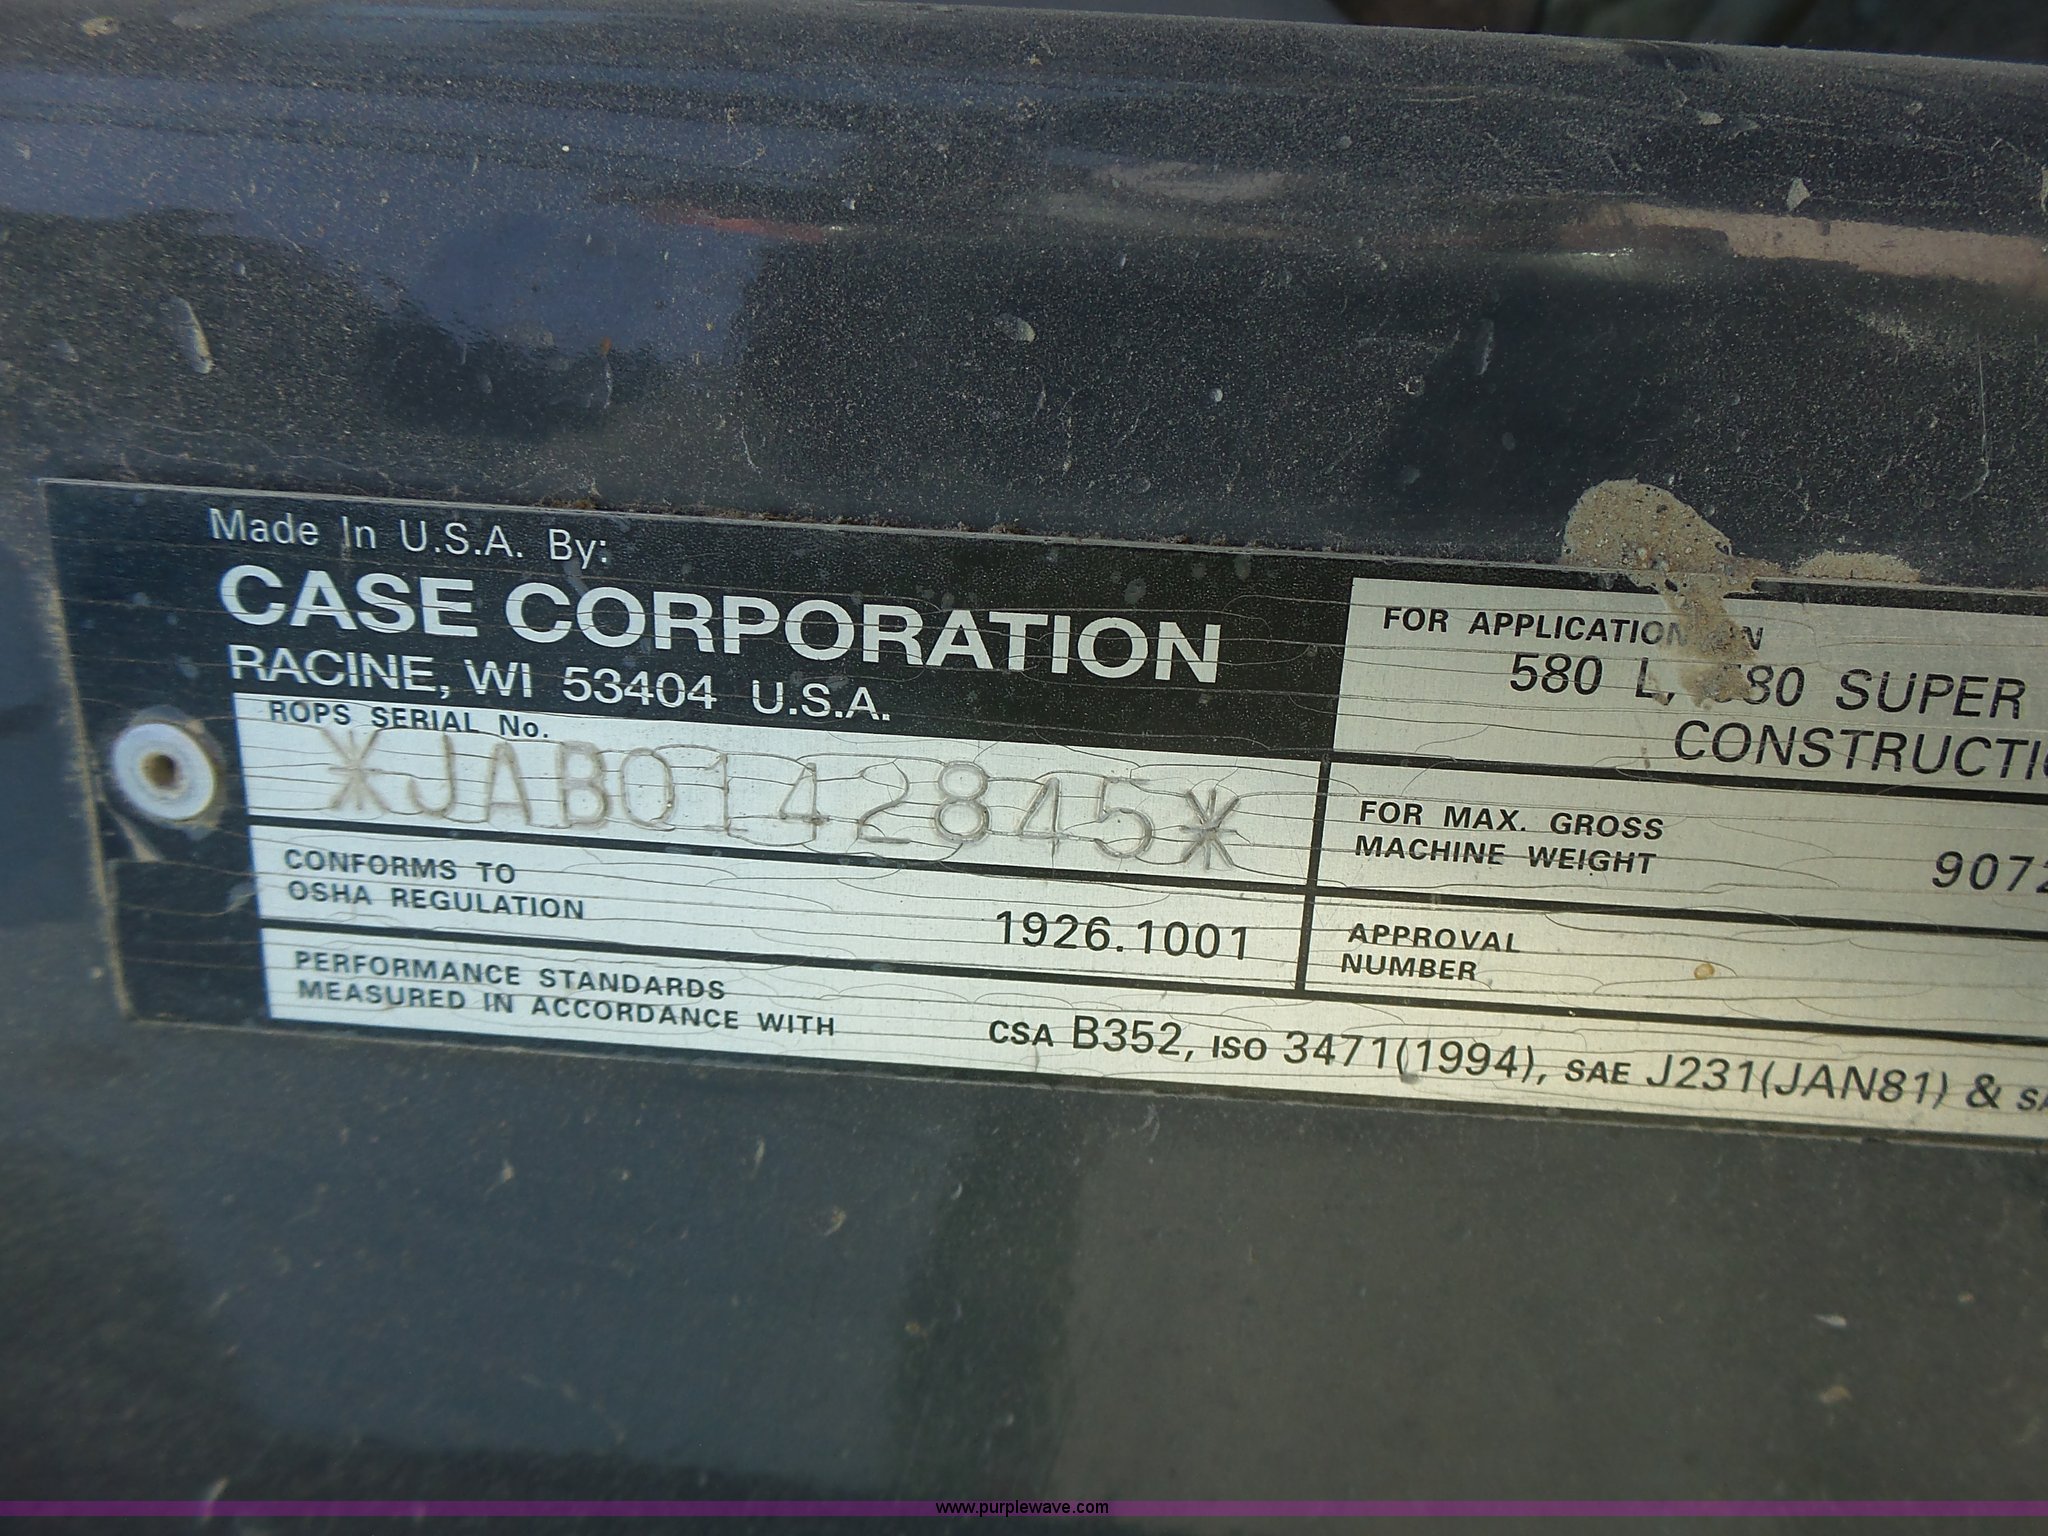 Made In U.S.A. By:
CASE CORPORATION
RACINE, WI 53404 U.S.A.
ROPS SERIAL No.
*JAB0142845*
CONFORMS TO
OSHA REGULATION
1926.1001
PERFORMANCE STANDARDS
MEASURED IN ACCORDANCE WITH
CSA B352, ISO 3471(1994), SAE J231(JAN81) &
FOR APPLICATION
580 L, 580 SUPER
CONSTRUCTI
FOR MAX. GROSS
MACHINE WEIGHT
9072
APPROVAL
NUMBER
www.purplewave.com